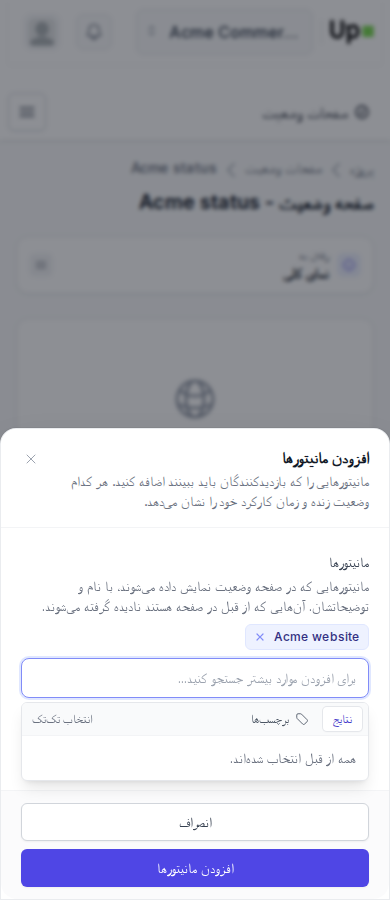 Up
Acme Commer...
صفحات وضعیت
صفحات وضعیت
Acme status
صفحه وضعیت - Acme status
نمای کلی
افزودن مانیتورها
مانیتورهایی را که بازدیدکنندگان باید ببینند اضافه کنید. هر کدام
وضعیت زنده و زمان کارکرد خود را نشان می‌دهد.
مانیتورها
مانیتورهایی که در صفحه وضعیت نمایش داده می‌شوند. با نام و
توضیحاتشان. آن‌هایی که از قبل در صفحه هستند نادیده گرفته می‌شوند.
Acme website
برای افزودن موارد بیشتر جستجو کنید...
نتایج
برچسب‌ها
انتخاب تک‌تک
همه از قبل انتخاب شده‌اند.
انصراف
افزودن مانیتورها